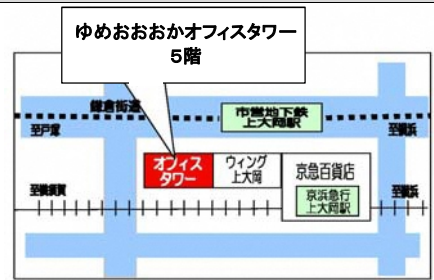 ゆめおおおかオフィスタワー
5階
鎌倉街道
市営地下鉄
上大岡駅
至戸塚
至横浜
オフィス
タワー
ウィング
上大岡
京急百貨店
至横須賀
京浜急行
上大岡駅
至横浜